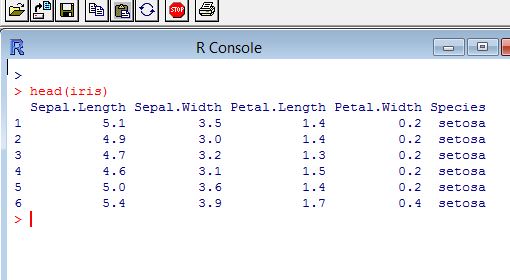 STOP
R R Console
>
> head(iris)
Sepal.Length Sepal.Width Petal.Length Petal.Width Species
1 5.1 3.5 1.4 0.2 setosa
2 4.9 3.0 1.4 0.2 setosa
3 4.7 3.2 1.3 0.2 setosa
4 4.6 3.1 1.5 0.2 setosa
5 5.0 3.6 1.4 0.2 setosa
6 5.4 3.9 1.7 0.4 setosa
>